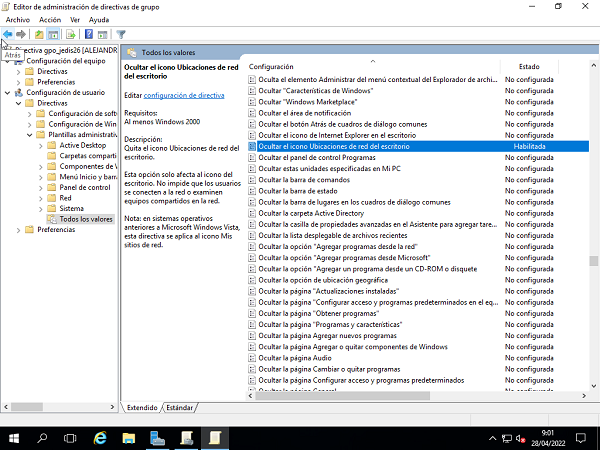 Editor de administración de directivas de grupo
Archivo Acción Ver Ayuda
Directiva gpo_jedis26 [ALEJANDR
Atrás
Configuración del equipo
Directivas
Preferencias
Configuración de usuario
Directivas
Configuración de softw
Configuración de Win
Plantillas administrativ
Active Desktop
Carpetas comparti
Componentes de V
Menú Inicio y barr
Panel de control
Red
Sistema
Todos los valores
Preferencias
Todos los valores
Ocultar el icono Ubicaciones de red
del escritorio
Editar configuración de directiva
Requisitos:
Al menos Windows 2000
Descripción:
Quita el icono Ubicaciones de red del
escritorio.
Esta opción solo afecta al icono del
escritorio. No impide que los usuarios
se conecten a la red o examinen
equipos compartidos en la red.
Nota: en sistemas operativos
anteriores a Microsoft Windows Vista,
esta directiva se aplica al icono Mis
sitios de red.
Configuración Estado
Oculta el elemento Administrar del menú contextual del Explorador de archi... No configurada
Ocultar "Características de Windows" No configurada
Ocultar "Windows Marketplace" No configurada
Ocultar el área de notificación No configurada
Ocultar el botón Atrás de cuadros de diálogo comunes No configurada
Ocultar el icono de Internet Explorer en el escritorio No configurada
Ocultar el icono Ubicaciones de red del escritorio Habilitada
Ocultar el panel de control Programas No configurada
Ocultar estas unidades especificadas en Mi PC No configurada
Ocultar la barra de comandos No configurada
Ocultar la barra de estado No configurada
Ocultar la barra de lugares en los cuadros de diálogo comunes No configurada
Ocultar la carpeta Active Directory No configurada
Ocultar la casilla de propiedades avanzadas en el Asistente para agregar tare... No configurada
Ocultar la lista desplegable de archivos recientes No configurada
Ocultar la opción "Agregar programas desde la red" No configurada
Ocultar la opción "Agregar programas desde Microsoft" No configurada
Ocultar la opción "Agregar un programa desde un CD-ROM o disquete No configurada
Ocultar la opción de ubicación geográfica No configurada
Ocultar la página "Actualizaciones instaladas" No configurada
Ocultar la página "Configurar acceso y programas predeterminados en el eq... No configurada
Ocultar la página "Obtener programas" No configurada
Ocultar la página "Programas y características" No configurada
Ocultar la página Agregar nuevos programas No configurada
Ocultar la página Agregar o quitar componentes de Windows No configurada
Ocultar la página Audio No configurada
Ocultar la página Cambiar o quitar programas No configurada
Ocultar la página Configurar acceso y programas predeterminados No configurada
Extendido Estándar
9:01
28/04/2022